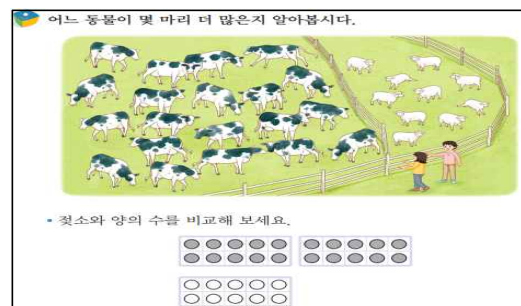 어느 동물이 몇 마리 더 많은지 알아봅시다.
• 젖소와 양의 수를 비교해 보세요.